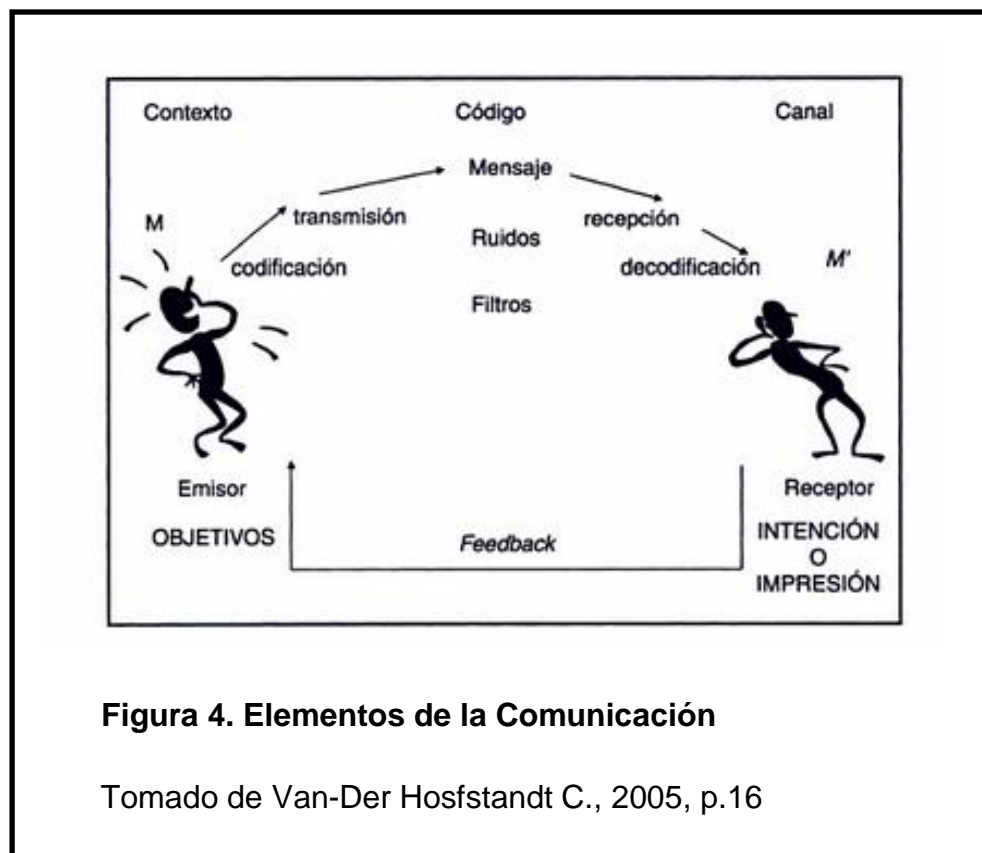 Contexto Código Canal
Mensaje
M transmisión recepción
Ruidos
codificación decodificación M'
Filtros
Emisor Receptor
OBJETIVOS Feedback INTENCIÓN
O
IMPRESIÓN
Figura 4. Elementos de la Comunicación
Tomado de Van-Der Hosfstandt C., 2005, p.16